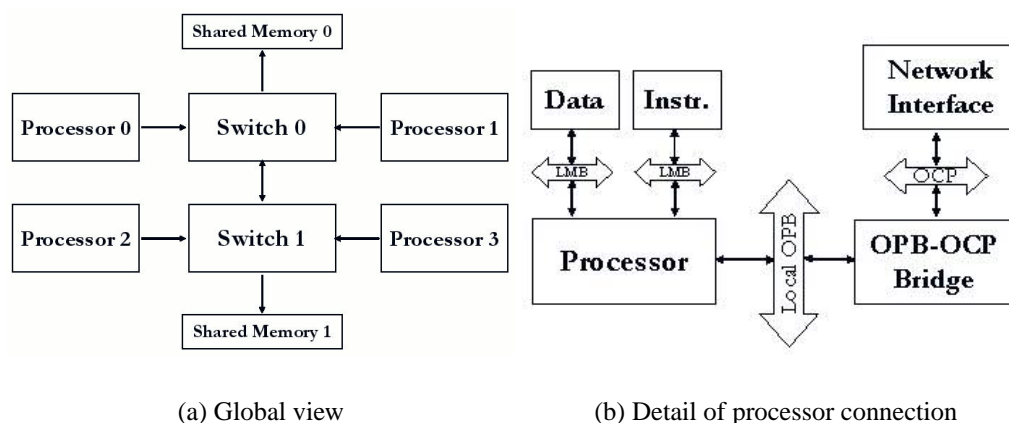 Shared Memory 0
Processor 0
Switch 0
Processor 1
Processor 2
Switch 1
Processor 3
Shared Memory 1
(a) Global view
Data
Instr.
Network
Interface
LMB
LMB
OCP
Processor
Local OPB
OPB-OCP
Bridge
(b) Detail of processor connection